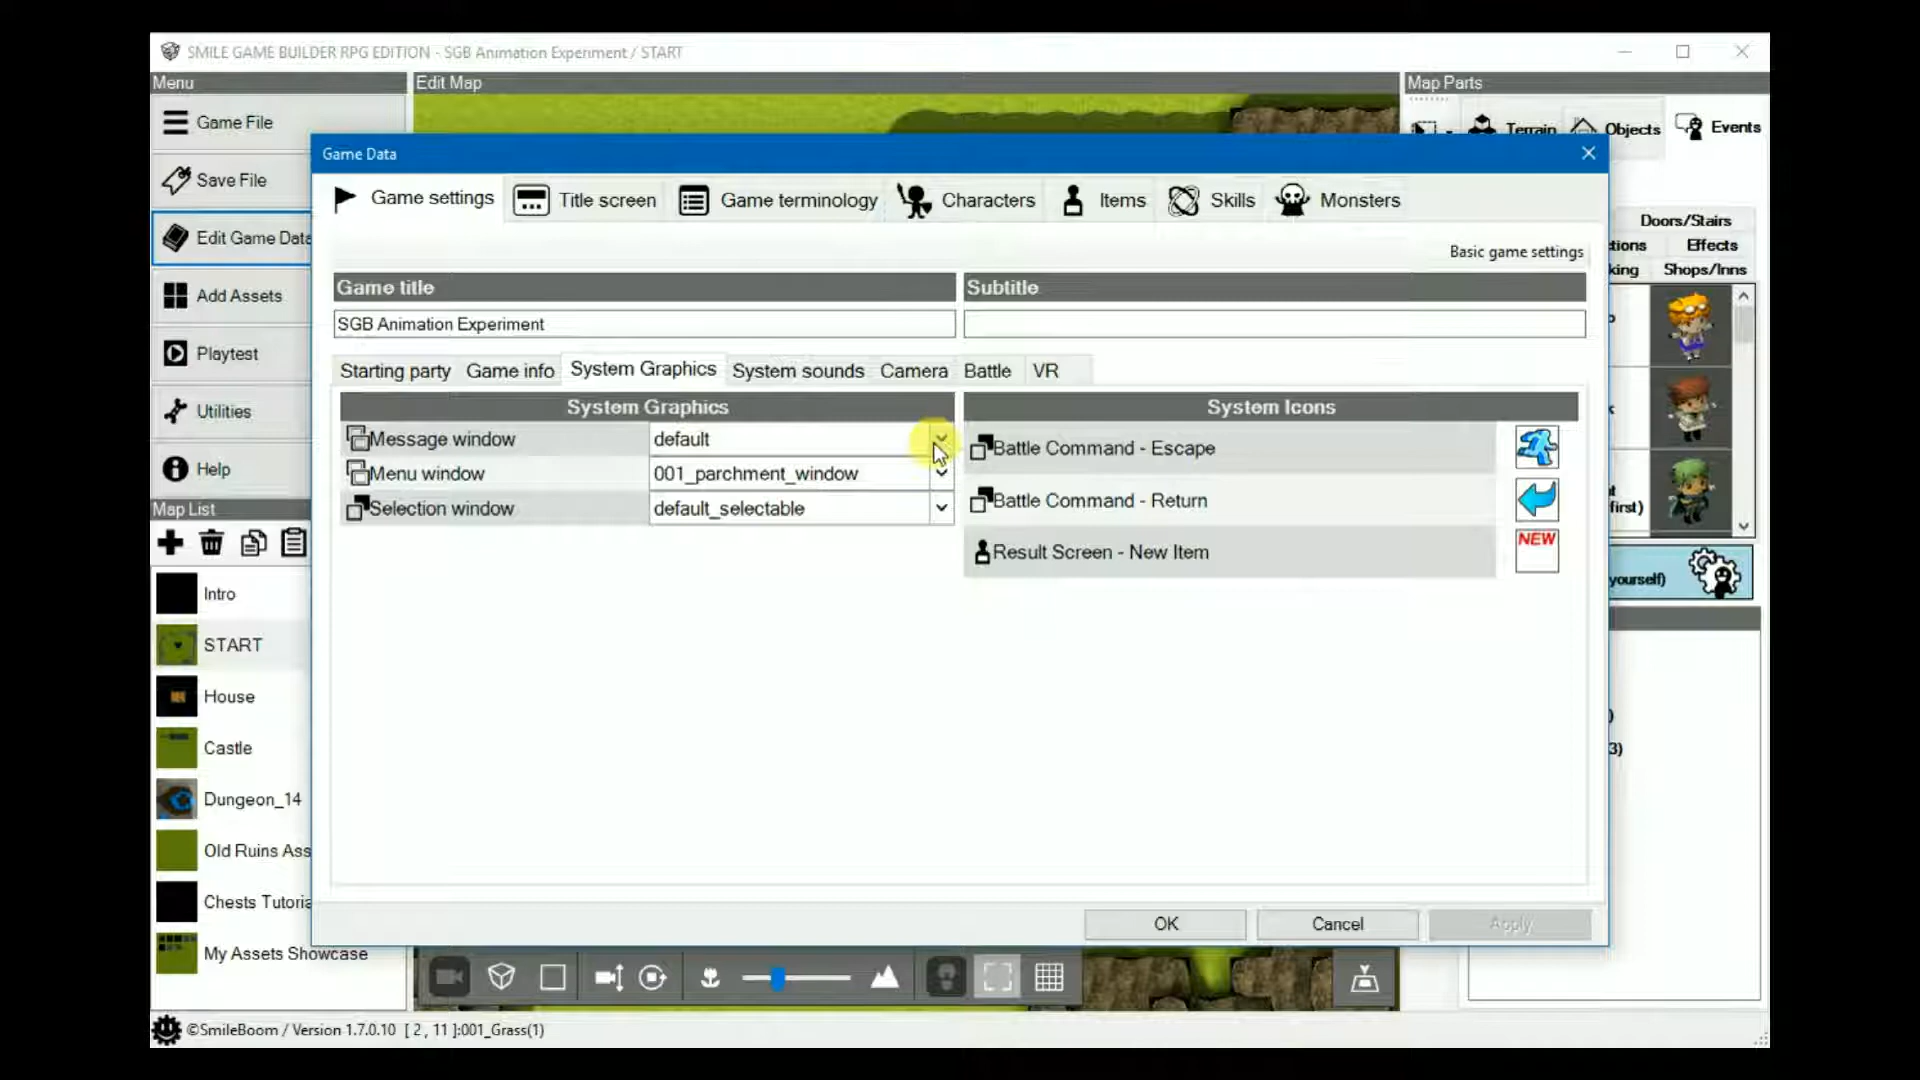 SMILE GAME BUILDER RPG EDITION - SGB Animation Experiment / START
Menu
Edit Map
Map Parts
Game File
Save File
Edit Game Data
Add Assets
Playtest
Utilities
Help
Terrain
Objects
Events
Doors/Stairs
tions
Effects
king
Shops/Inns
first)
yourself)
3)
Game Data
Game settings
Title screen
Game terminology
Characters
Items
Skills
Monsters
Basic game settings
Game title
Subtitle
SGB Animation Experiment
Starting party
Game info
System Graphics
System sounds
Camera
Battle
VR
System Graphics
System Icons
Message window
default
Menu window
001_parchment_window
Selection window
default_selectable
Battle Command - Escape
Battle Command - Return
Result Screen - New Item
NEW
OK
Cancel
Apply
Map List
Intro
START
House
Castle
Dungeon_14
Old Ruins Ass
Chests Tutoria
My Assets Showcase
©SmileBoom / Version 1.7.0.10 [ 2 , 11 ]:001_Grass(1)